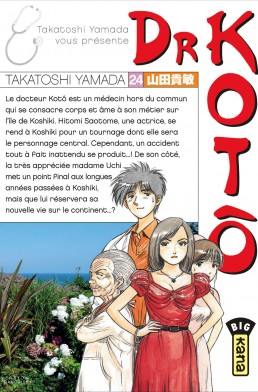 Takatoshi Yamada
vous présente
DR KOTÔ
TAKATOSHI YAMADA 24 山田貴敏
Le docteur Kotô est un médecin hors du commun
qui se consacre corps et âme à son métier sur
l'île de Koshiki. Hitomi Saotome, une actrice, se
rend à Koshiki pour un tournage dont elle sera
le personnage central. Cependant, un accident
tout à fait inattendu se produit...! De son côté,
la très appréciée madame Uchi
met un point final aux longues
années passées à Koshiki,
mais que lui réservera sa
nouvelle vie sur le continent...?
BIG
kana